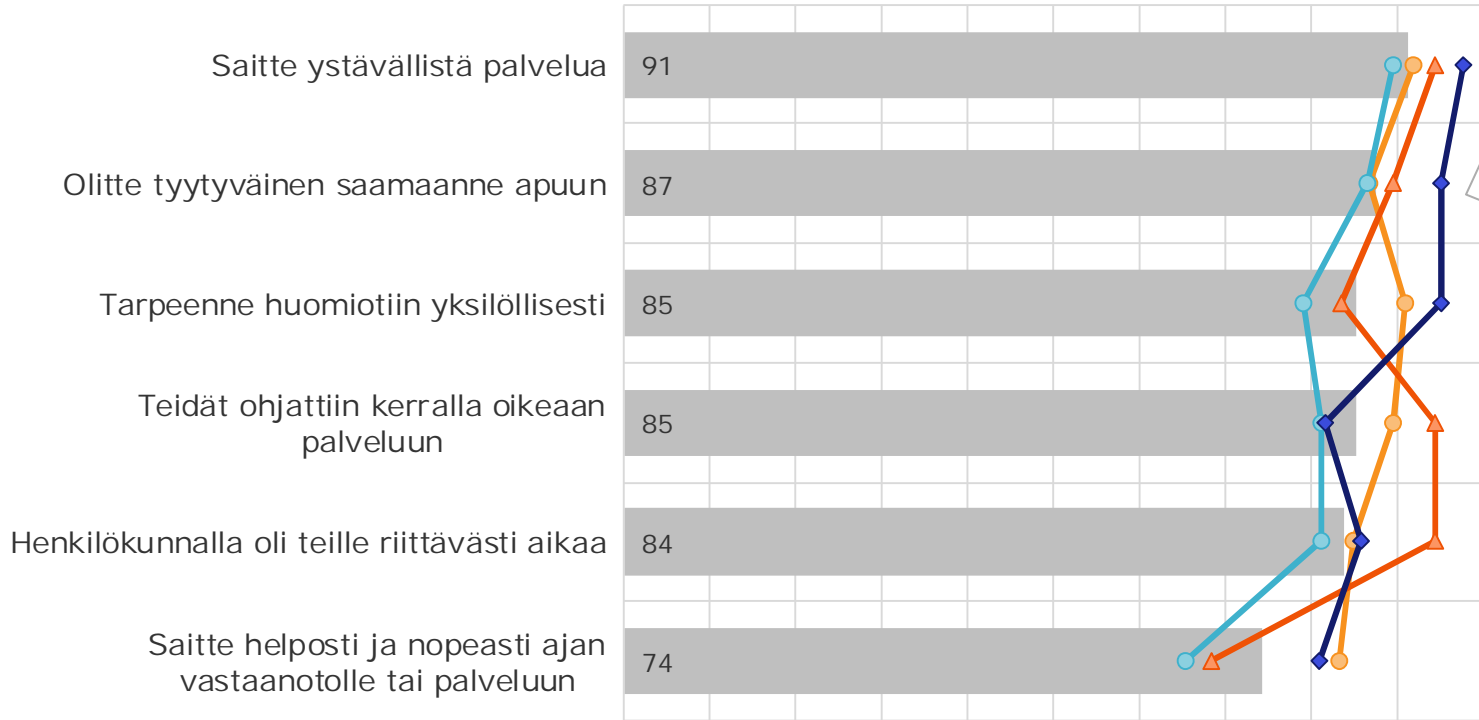 Saitte ystävällistä palvelua
91
Olitte tyytyväinen saamaanne apuun
87
Tarpeenne huomiotiin yksilöllisesti
85
Teidät ohjattiin kerralla oikeaan
palveluun
85
Henkilökunnalla oli teille riittävästi aikaa
84
Saitte helposti ja nopeasti ajan
vastaanotolle tai palveluun
74